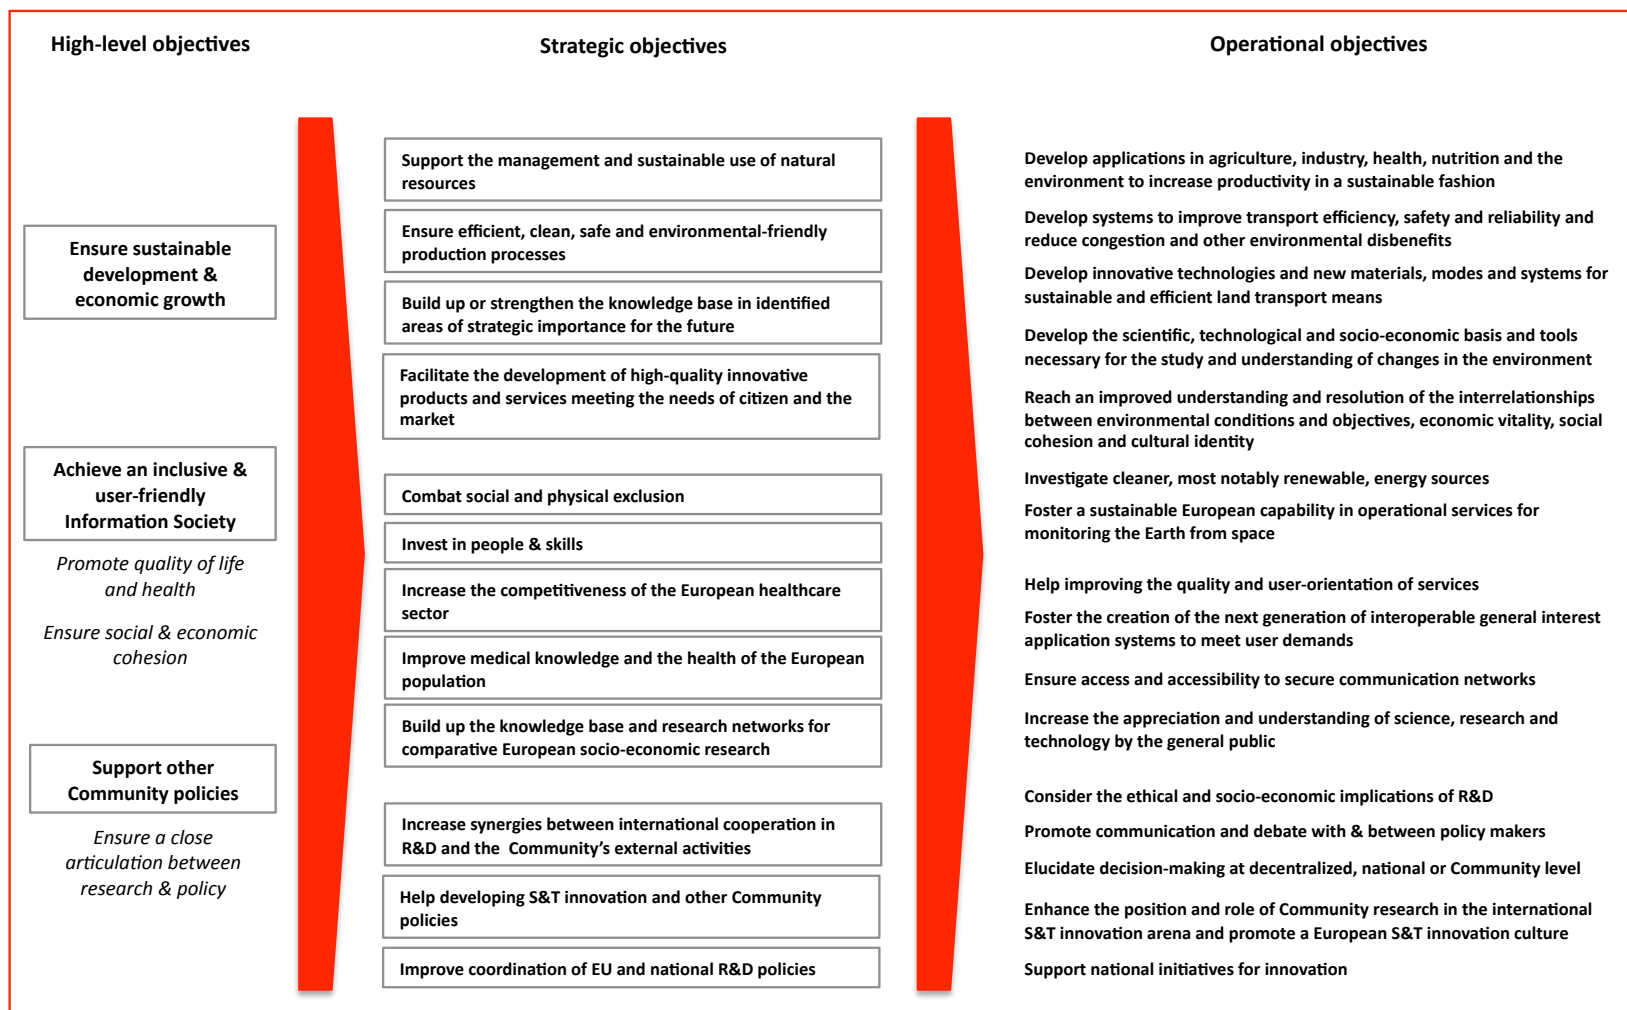 High-level objectives
Strategic objectives
Operational objectives
Ensure sustainable
development &
economic growth
Achieve an inclusive &
user-friendly
Information Society
Promote quality of life
and health
Ensure social & economic
cohesion
Support other
Community policies
Ensure a close
articulation between
research & policy
Support the management and sustainable use of natural
resources
Ensure efficient, clean, safe and environmental-friendly
production processes
Build up or strengthen the knowledge base in identified
areas of strategic importance for the future
Facilitate the development of high-quality innovative
products and services meeting the needs of citizen and the
market
Combat social and physical exclusion
Invest in people & skills
Increase the competitiveness of the European healthcare
sector
Improve medical knowledge and the health of the European
population
Build up the knowledge base and research networks for
comparative European socio-economic research
Increase synergies between international cooperation in
R&D and the Community's external activities
Help developing S&T innovation and other Community
policies
Improve coordination of EU and national R&D policies
Develop applications in agriculture, industry, health, nutrition and the
environment to increase productivity in a sustainable fashion
Develop systems to improve transport efficiency, safety and reliability and
reduce congestion and other environmental disbenefits
Develop innovative technologies and new materials, modes and systems for
sustainable and efficient land transport means
Develop the scientific, technological and socio-economic basis and tools
necessary for the study and understanding of changes in the environment
Reach an improved understanding and resolution of the interrelationships
between environmental conditions and objectives, economic vitality, social
cohesion and cultural identity
Investigate cleaner, most notably renewable, energy sources
Foster a sustainable European capability in operational services for
monitoring the Earth from space
Help improving the quality and user-orientation of services
Foster the creation of the next generation of interoperable general interest
application systems to meet user demands
Ensure access and accessibility to secure communication networks
Increase the appreciation and understanding of science, research and
technology by the general public
Consider the ethical and socio-economic implications of R&D
Promote communication and debate with & between policy makers
Elucidate decision-making at decentralized, national or Community level
Enhance the position and role of Community research in the international
S&T innovation arena and promote a European S&T innovation culture
Support national initiatives for innovation